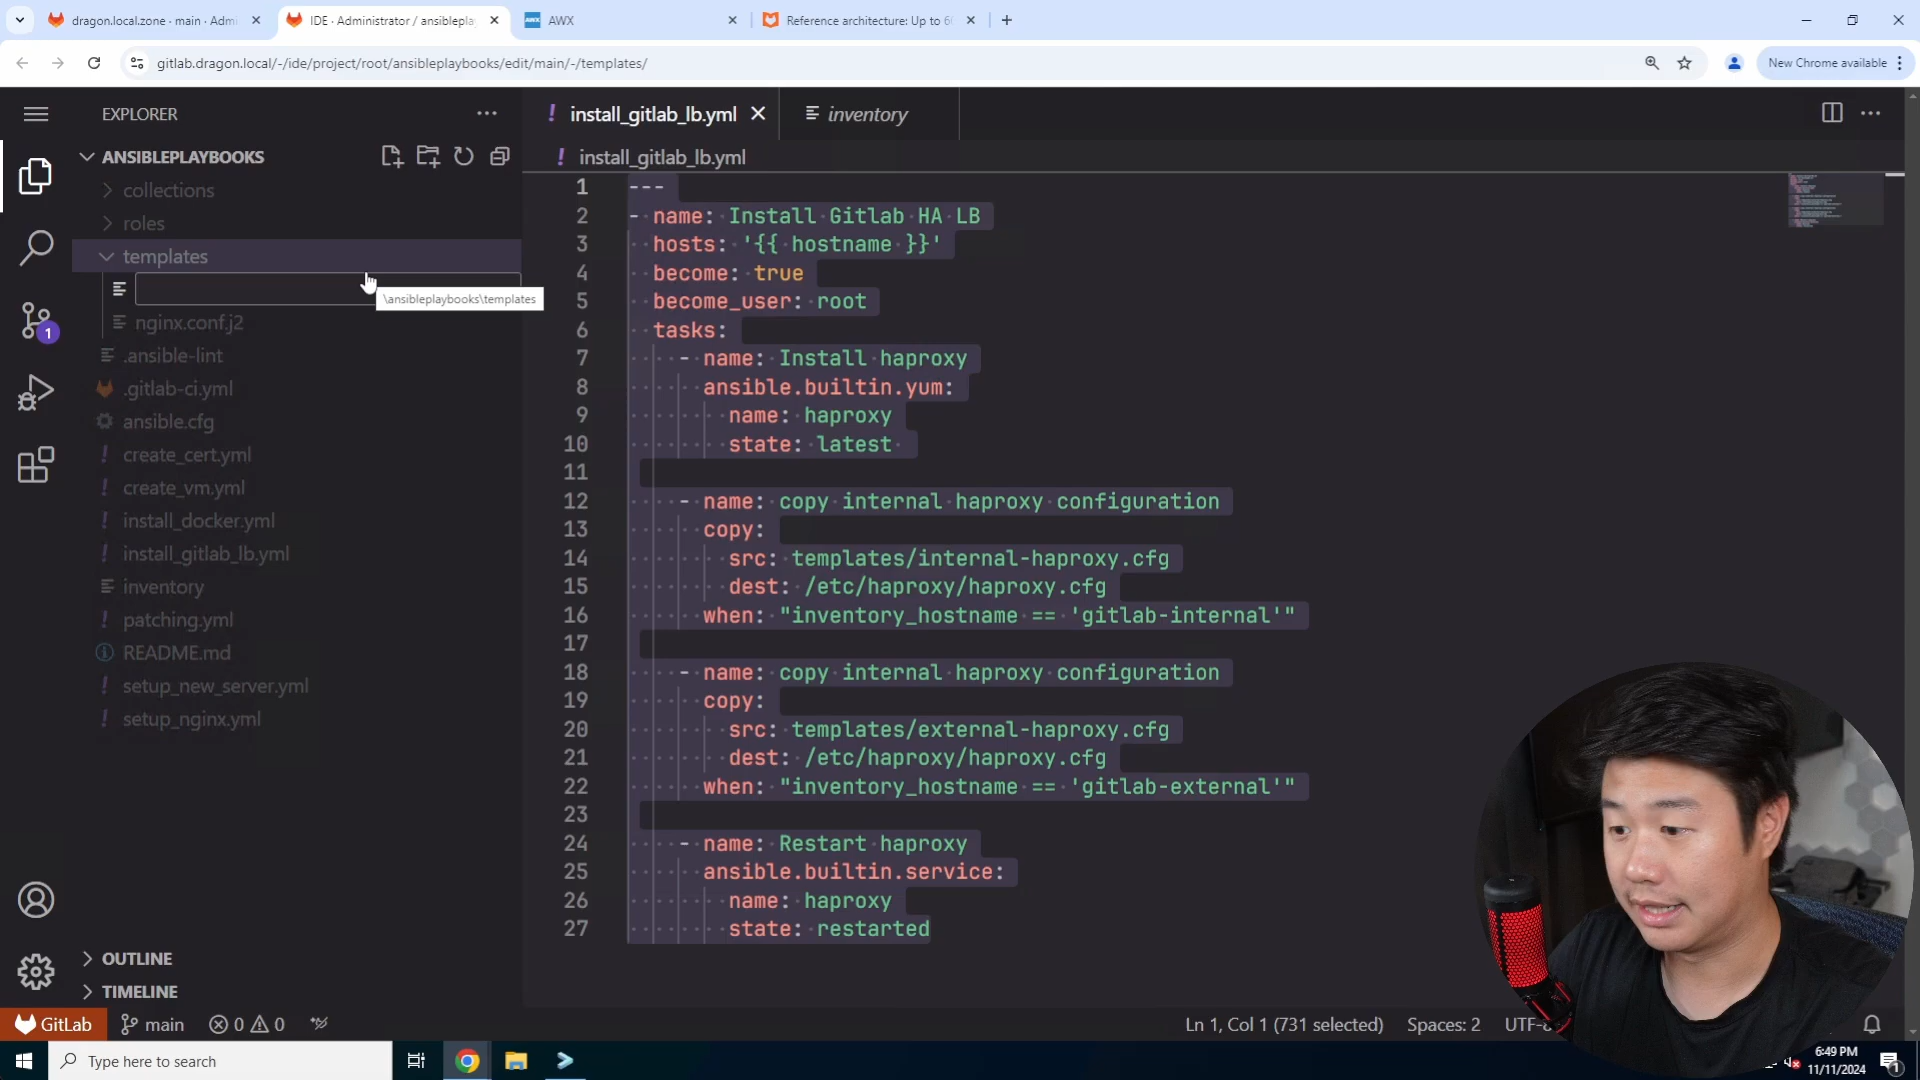 dragon.local.zone · main · Admi
IDE · Administrator / ansiblepla
AWX
Reference architecture: Up to 60
gitlab.dragon.local/-/ide/project/root/ansibleplaybooks/edit/main/-/templates/
New Chrome available
EXPLORER
ANSIBLEPLAYBOOKS
collections
roles
templates
\ansibleplaybooks\templates
nginx.conf.j2
.ansible-lint
.gitlab-ci.yml
ansible.cfg
create_cert.yml
create_vm.yml
install_docker.yml
install_gitlab_lb.yml
inventory
patching.yml
README.md
setup_new_server.yml
setup_nginx.yml
OUTLINE
TIMELINE
1
! install_gitlab_lb.yml
inventory
! install_gitlab_lb.yml
1 ---
2 - name: Install Gitlab HA LB
3 hosts: '{{ hostname }}'
4 become: true
5 become_user: root
6 tasks:
7 - name: Install haproxy
8 ansible.builtin.yum:
9 name: haproxy
10 state: latest
11
12 - name: copy internal haproxy configuration
13 copy:
14 src: templates/internal-haproxy.cfg
15 dest: /etc/haproxy/haproxy.cfg
16 when: "inventory_hostname == 'gitlab-internal'"
17
18 - name: copy internal haproxy configuration
19 copy:
20 src: templates/external-haproxy.cfg
21 dest: /etc/haproxy/haproxy.cfg
22 when: "inventory_hostname == 'gitlab-external'"
23
24 - name: Restart haproxy
25 ansible.builtin.service:
26 name: haproxy
27 state: restarted
GitLab
main
0
0
Ln 1, Col 1 (731 selected)
Spaces: 2
UTF-8
Type here to search
6:49 PM
11/11/2024
1